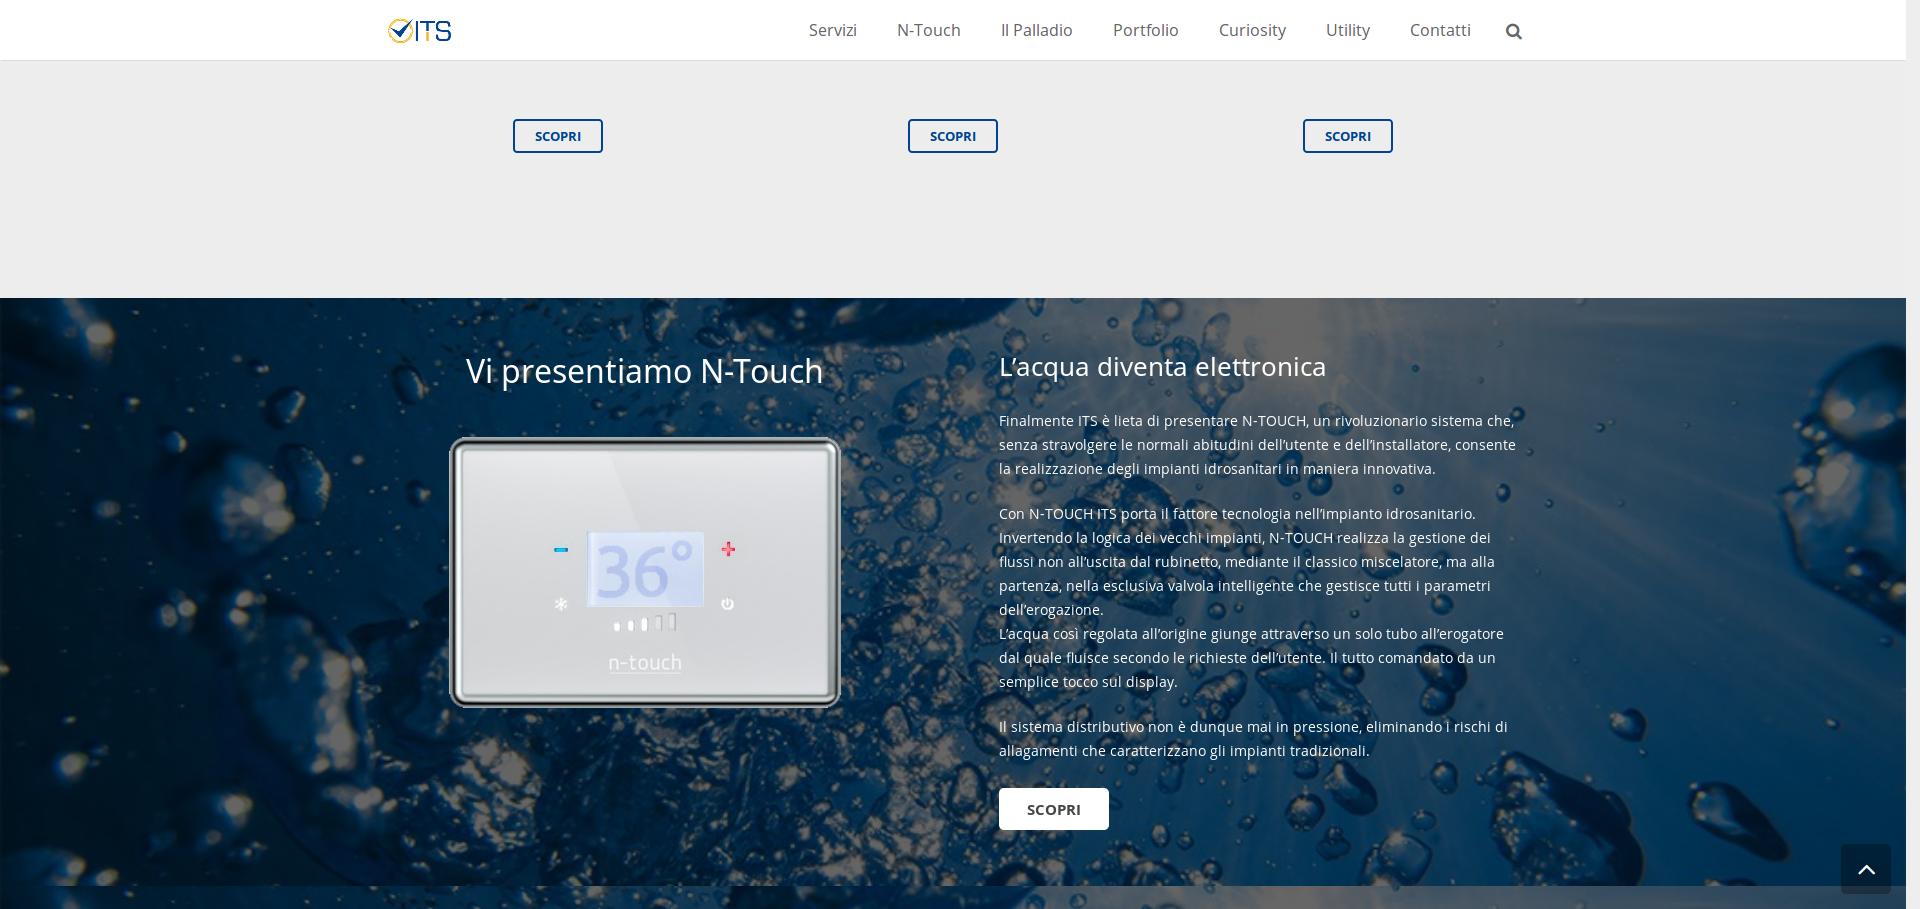 ITS
Servizi
N-Touch
Il Palladio
Portfolio
Curiosity
Utility
Contatti
SCOPRI
SCOPRI
SCOPRI
Vi presentiamo N-Touch
36°
n-touch
L’acqua diventa elettronica
Finalmente ITS è lieta di presentare N-TOUCH, un rivoluzionario sistema che,
senza stravolgere le normali abitudini dell’utente e dell’installatore, consente
la realizzazione degli impianti idrosanitari in maniera innovativa.
Con N-TOUCH ITS porta il fattore tecnologia nell’impianto idrosanitario.
Invertendo la logica dei vecchi impianti, N-TOUCH realizza la gestione dei
flussi non all’uscita dal rubinetto, mediante il classico miscelatore, ma alla
partenza, nella esclusiva valvola intelligente che gestisce tutti i parametri
dell’erogazione.
L’acqua così regolata all’origine giunge attraverso un solo tubo all’erogatore
dal quale fluisce secondo le richieste dell’utente. Il tutto comandato da un
semplice tocco sul display.
Il sistema distributivo non è dunque mai in pressione, eliminando i rischi di
allagamenti che caratterizzano gli impianti tradizionali.
SCOPRI